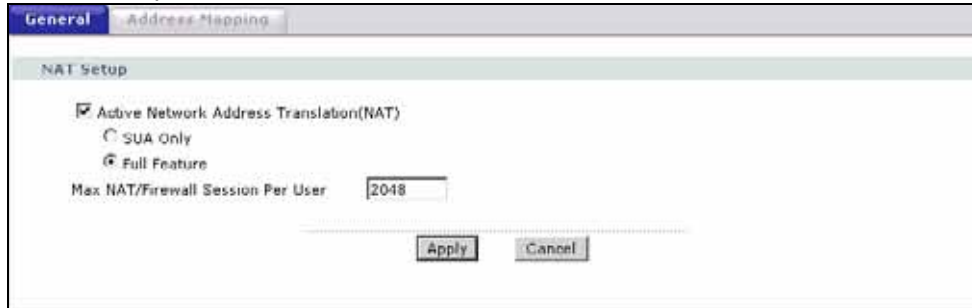 General Address Mapping
NAT Setup
Active Network Address Translation(NAT)
SUA Only
Full Feature
Max NAT/Firewall Session Per User 2048
Apply Cancel